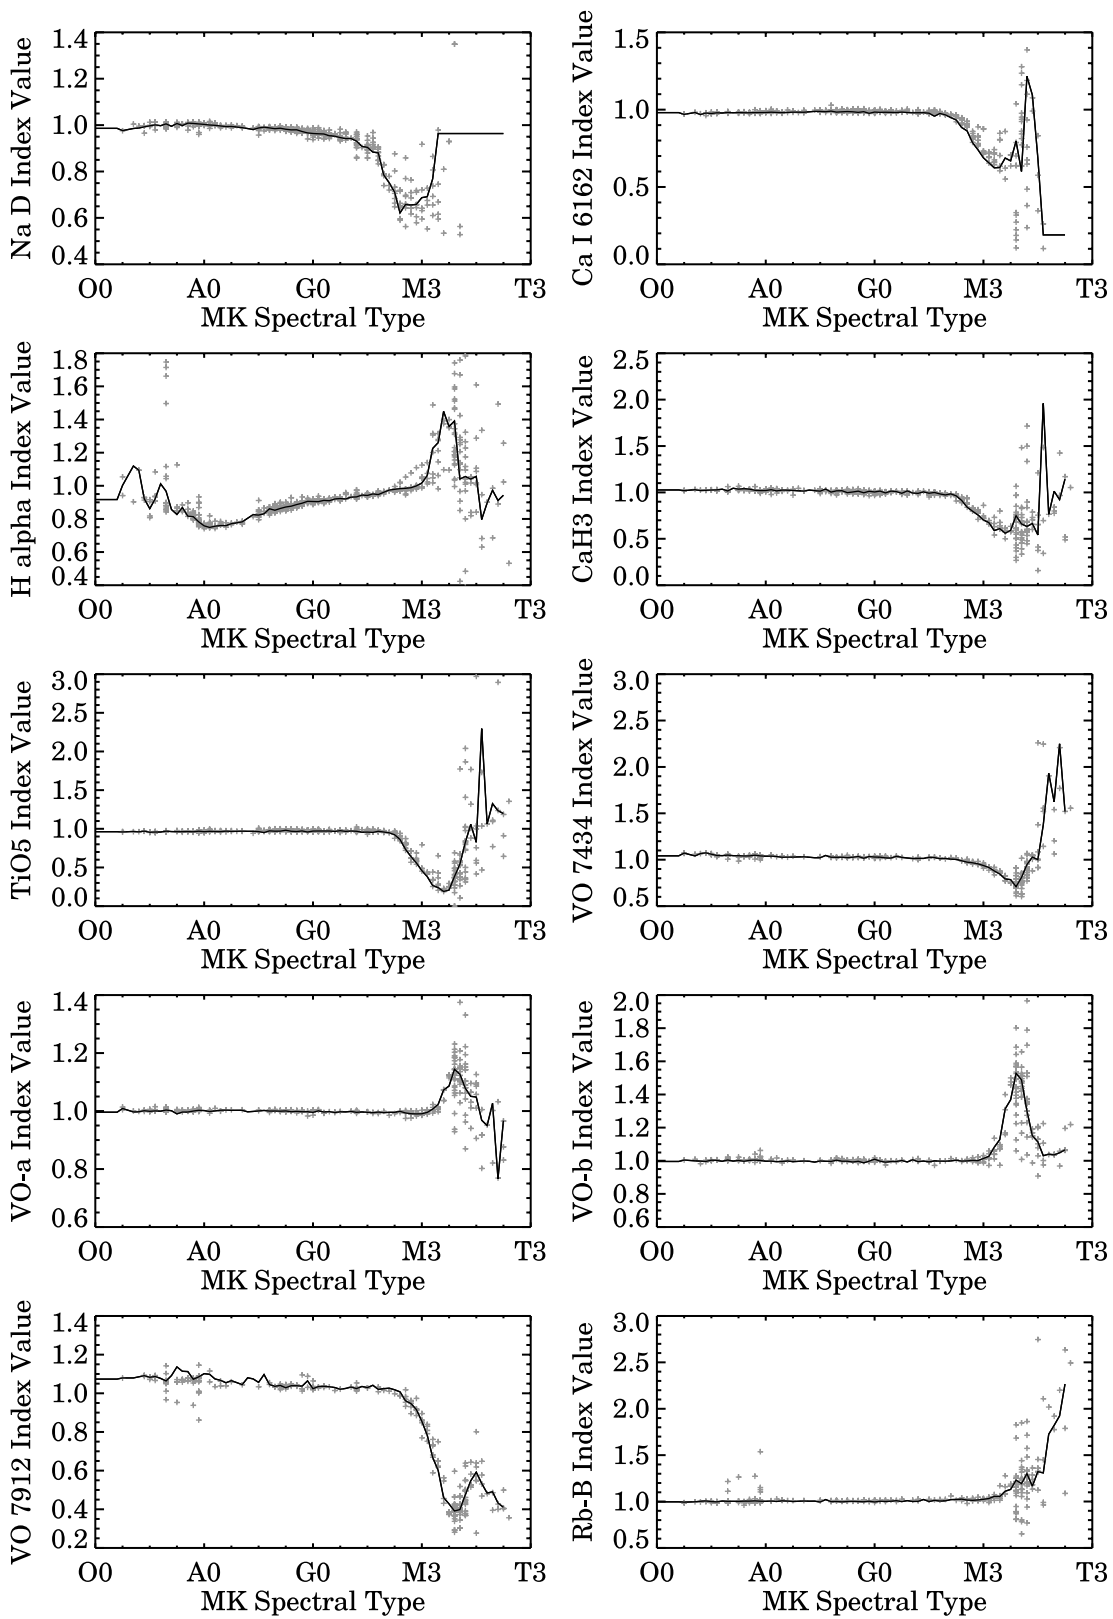 Na D Index Value
1.4
1.2
1.0
0.8
0.6
0.4
O0 A0 G0 M3 T3
MK Spectral Type
Ca I 6162 Index Value
1.5
1.0
0.5
0.0
O0 A0 G0 M3 T3
MK Spectral Type
H alpha Index Value
1.8
1.6
1.4
1.2
1.0
0.8
0.6
0.4
O0 A0 G0 M3 T3
MK Spectral Type
CaH3 Index Value
2.5
2.0
1.5
1.0
0.5
0.0
O0 A0 G0 M3 T3
MK Spectral Type
TiO5 Index Value
3.0
2.5
2.0
1.5
1.0
0.5
0.0
O0 A0 G0 M3 T3
MK Spectral Type
VO 7434 Index Value
3.0
2.5
2.0
1.5
1.0
0.5
O0 A0 G0 M3 T3
MK Spectral Type
VO-a Index Value
1.4
1.2
1.0
0.8
0.6
O0 A0 G0 M3 T3
MK Spectral Type
VO-b Index Value
2.0
1.8
1.6
1.4
1.2
1.0
0.8
0.6
O0 A0 G0 M3 T3
MK Spectral Type
VO 7912 Index Value
1.4
1.2
1.0
0.8
0.6
0.4
0.2
O0 A0 G0 M3 T3
MK Spectral Type
Rb-B Index Value
3.0
2.5
2.0
1.5
1.0
0.5
O0 A0 G0 M3 T3
MK Spectral Type